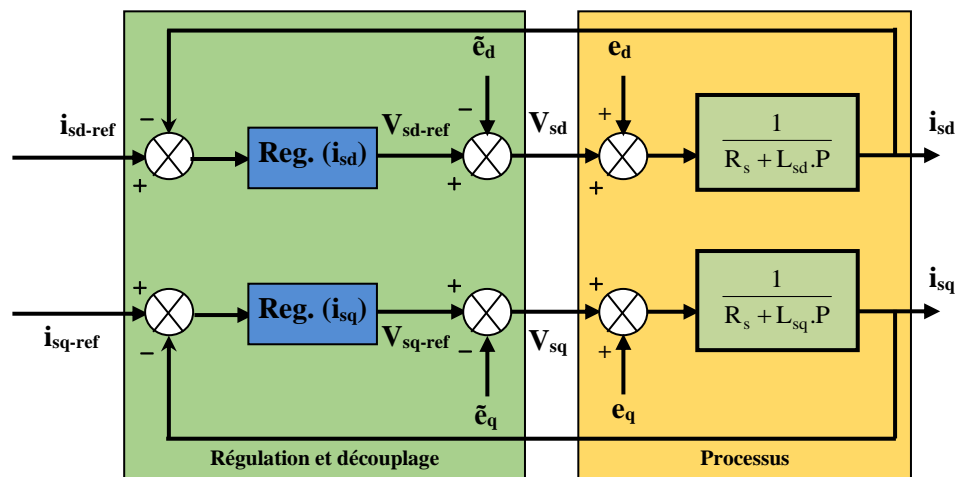 ẽd
ed
isd-ref
−
−
+
Vsd-ref
Vsd
isd
Reg. (isd)
1
Rs + Lsd.P
+
+
+
+
+
+
isq
Reg. (isq)
1
Rs + Lsq.P
isq-ref
−
Vsq-ref
−
Vsq
+
ẽq
eq
Régulation et découplage
Processus